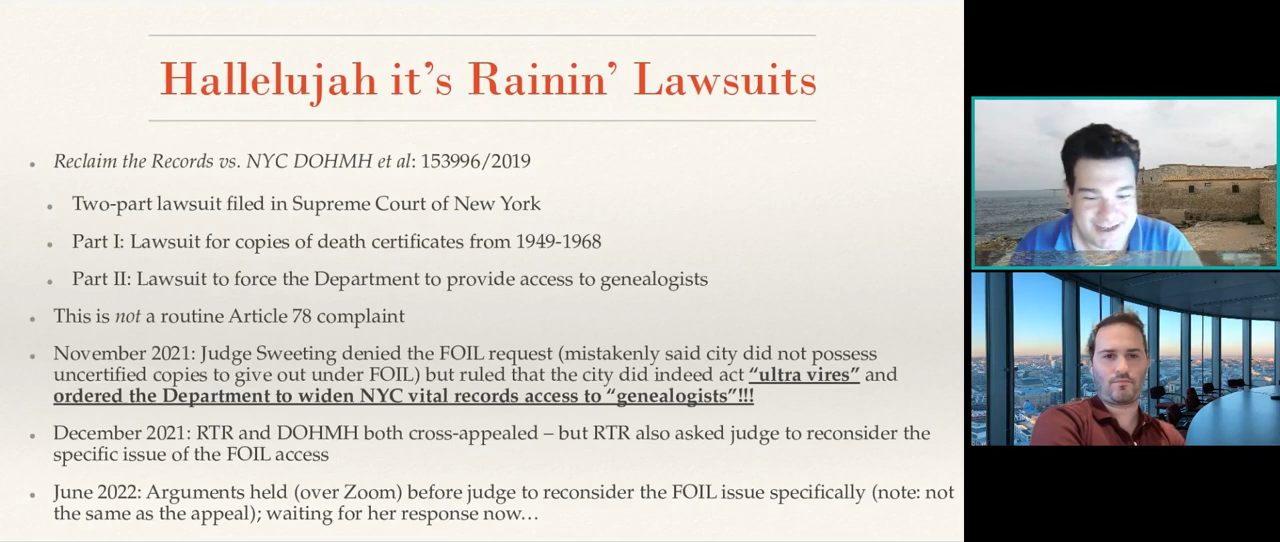 Hallelujah it’s Rainin’ Lawsuits
• Reclaim the Records vs. NYC DOHMH et al: 153996/2019
• Two-part lawsuit filed in Supreme Court of New York
• Part I: Lawsuit for copies of death certificates from 1949-1968
• Part II: Lawsuit to force the Department to provide access to genealogists
• This is not a routine Article 78 complaint
• November 2021: Judge Sweeting denied the FOIL request (mistakenly said city did not possess
uncertified copies to give out under FOIL) but ruled that the city did indeed act “ultra vires” and
ordered the Department to widen NYC vital records access to “genealogists”!!!
• December 2021: RTR and DOHMH both cross-appealed – but RTR also asked judge to reconsider the
specific issue of the FOIL access
• June 2022: Arguments held (over Zoom) before judge to reconsider the FOIL issue specifically (note: not
the same as the appeal); waiting for her response now…